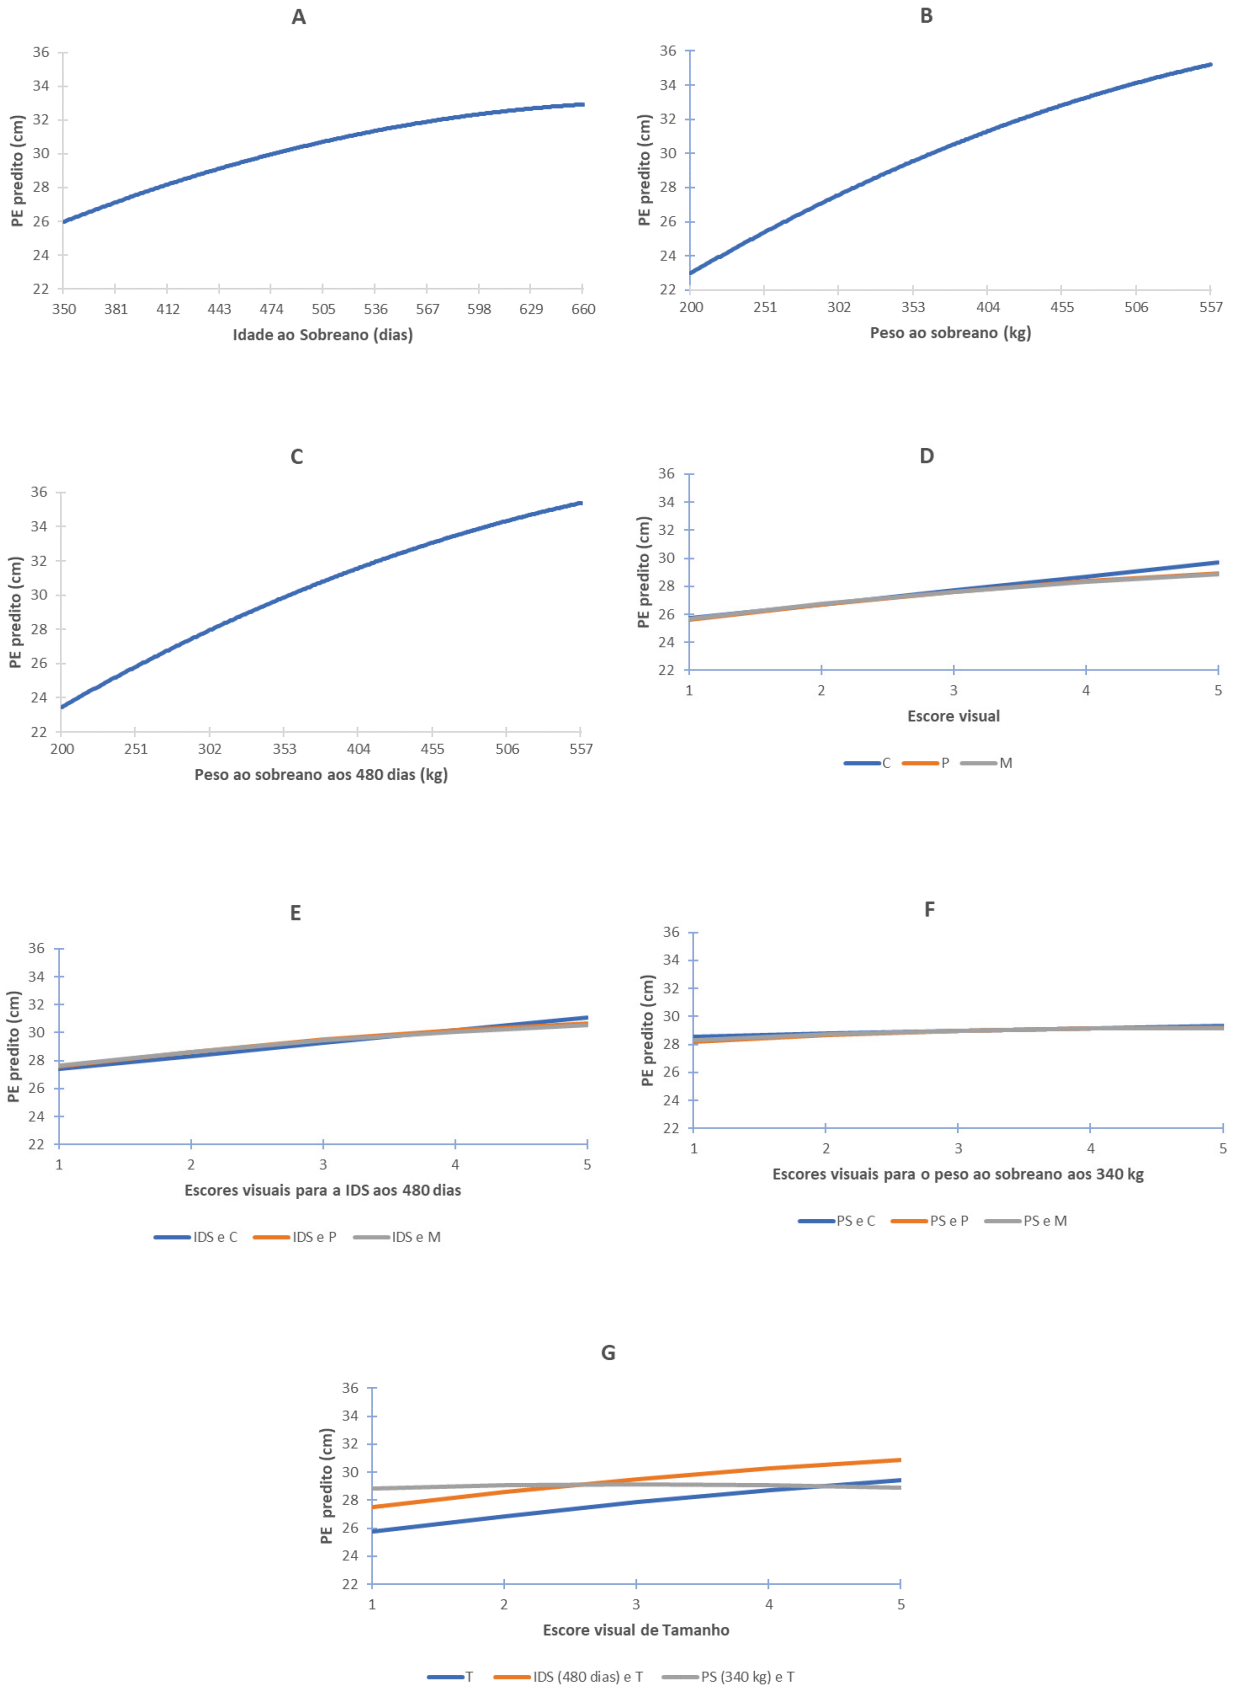 A
PE predito (cm)
36
34
32
30
28
26
24
22
350 381 412 443 474 505 536 567 598 629 660
Idade ao Sobreano (dias)
B
PE predito (cm)
36
34
32
30
28
26
24
22
200 251 302 353 404 455 506 557
Peso ao sobreano (kg)
C
PE predito (cm)
36
34
32
30
28
26
24
22
200 251 302 353 404 455 506 557
Peso ao sobreano aos 480 dias (kg)
D
PE predito (cm)
36
34
32
30
28
26
24
22
1 2 3 4 5
Escore visual
C P M
E
PE predito (cm)
36
34
32
30
28
26
24
22
1 2 3 4 5
Escores visuais para a IDS aos 480 dias
IDS e C IDS e P IDS e M
F
PE predito (cm)
36
34
32
30
28
26
24
22
1 2 3 4 5
Escores visuais para o peso ao sobreano aos 340 kg
PS e C PS e P PS e M
G
PE predito (cm)
36
34
32
30
28
26
24
22
1 2 3 4 5
Escore visual de Tamanho
T IDS (480 dias) e T PS (340 kg) e T